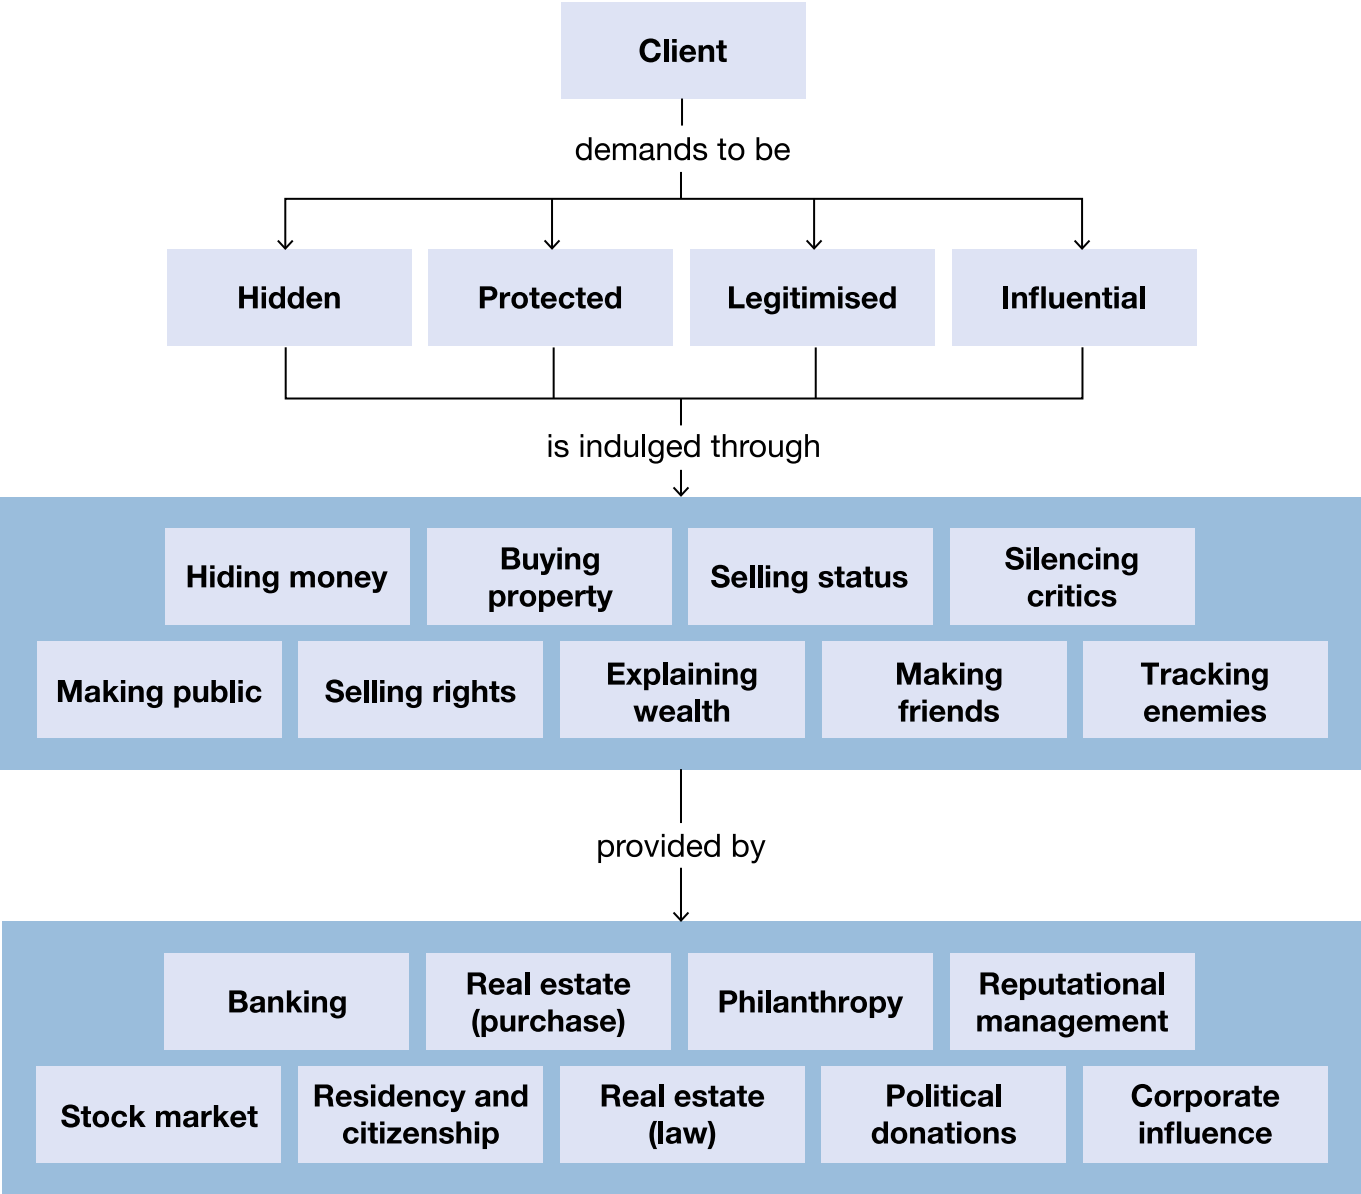 Client
demands to be
Hidden
Protected
Legitimised
Influential
is indulged through
Hiding money
Buying
property
Selling status
Silencing
critics
Making public
Selling rights
Explaining
wealth
Making
friends
Tracking
enemies
provided by
Banking
Real estate
(purchase)
Philanthropy
Reputational
management
Stock market
Residency and
citizenship
Real estate
(law)
Political
donations
Corporate
influence